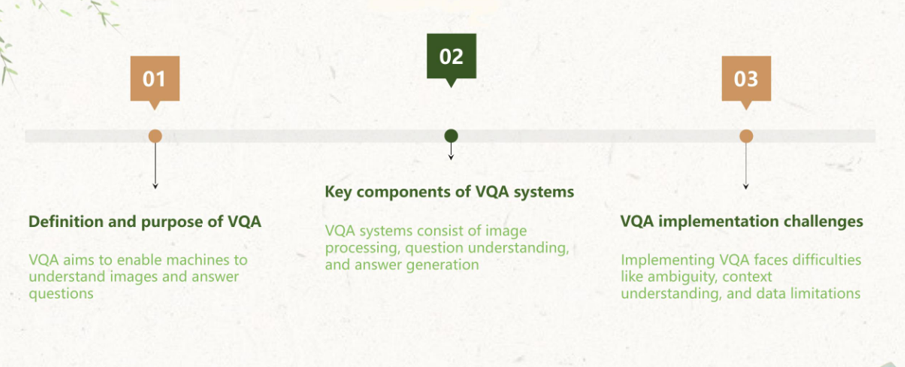 01
Definition and purpose of VQA
VQA aims to enable machines to
understand images and answer
questions
02
Key components of VQA systems
VQA systems consist of image
processing, question understanding,
and answer generation
03
VQA implementation challenges
Implementing VQA faces difficulties
like ambiguity, context
understanding, and data limitations